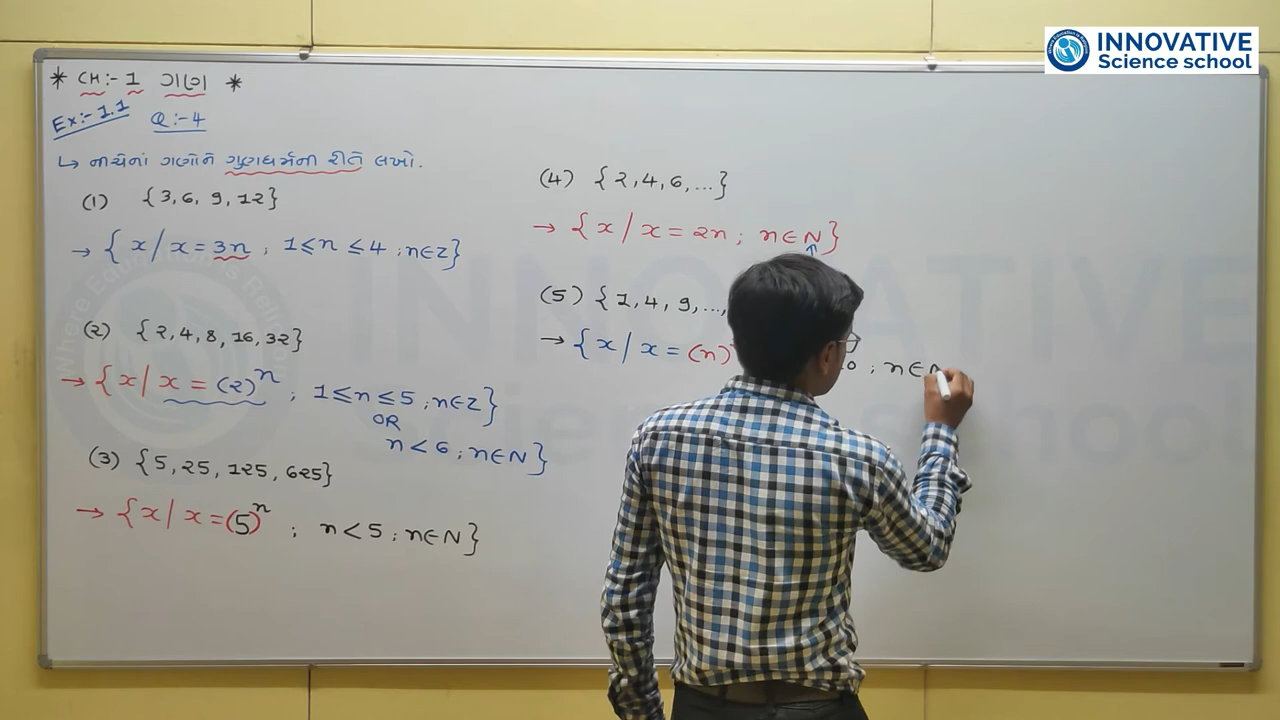 INNOVATIVE
Science school
* CH:- 1 ગણ *
Ex:- 1.1 Q:-4
↳ નીચેનાં ગણોને ગુણધર્મની રીતે લખો.
(1) {3,6,9,12}
→ { x / x = 3n ; 1 ≤ n ≤ 4 ; n∈Z}
(2) {2,4,8,16,32}
→ {x / x = (2)ⁿ ; 1 ≤ n ≤ 5 ; n∈Z}
OR
n < 6 ; n∈N}
(3) {5,25,125,625}
→ {x / x = (5)ⁿ ; n < 5 ; n∈N}
(4) {2,4,6,...}
→ {x / x = 2n ; n∈N}
(5) {1,4,9,...,
→ {x / x = (n) 0 ; n∈N